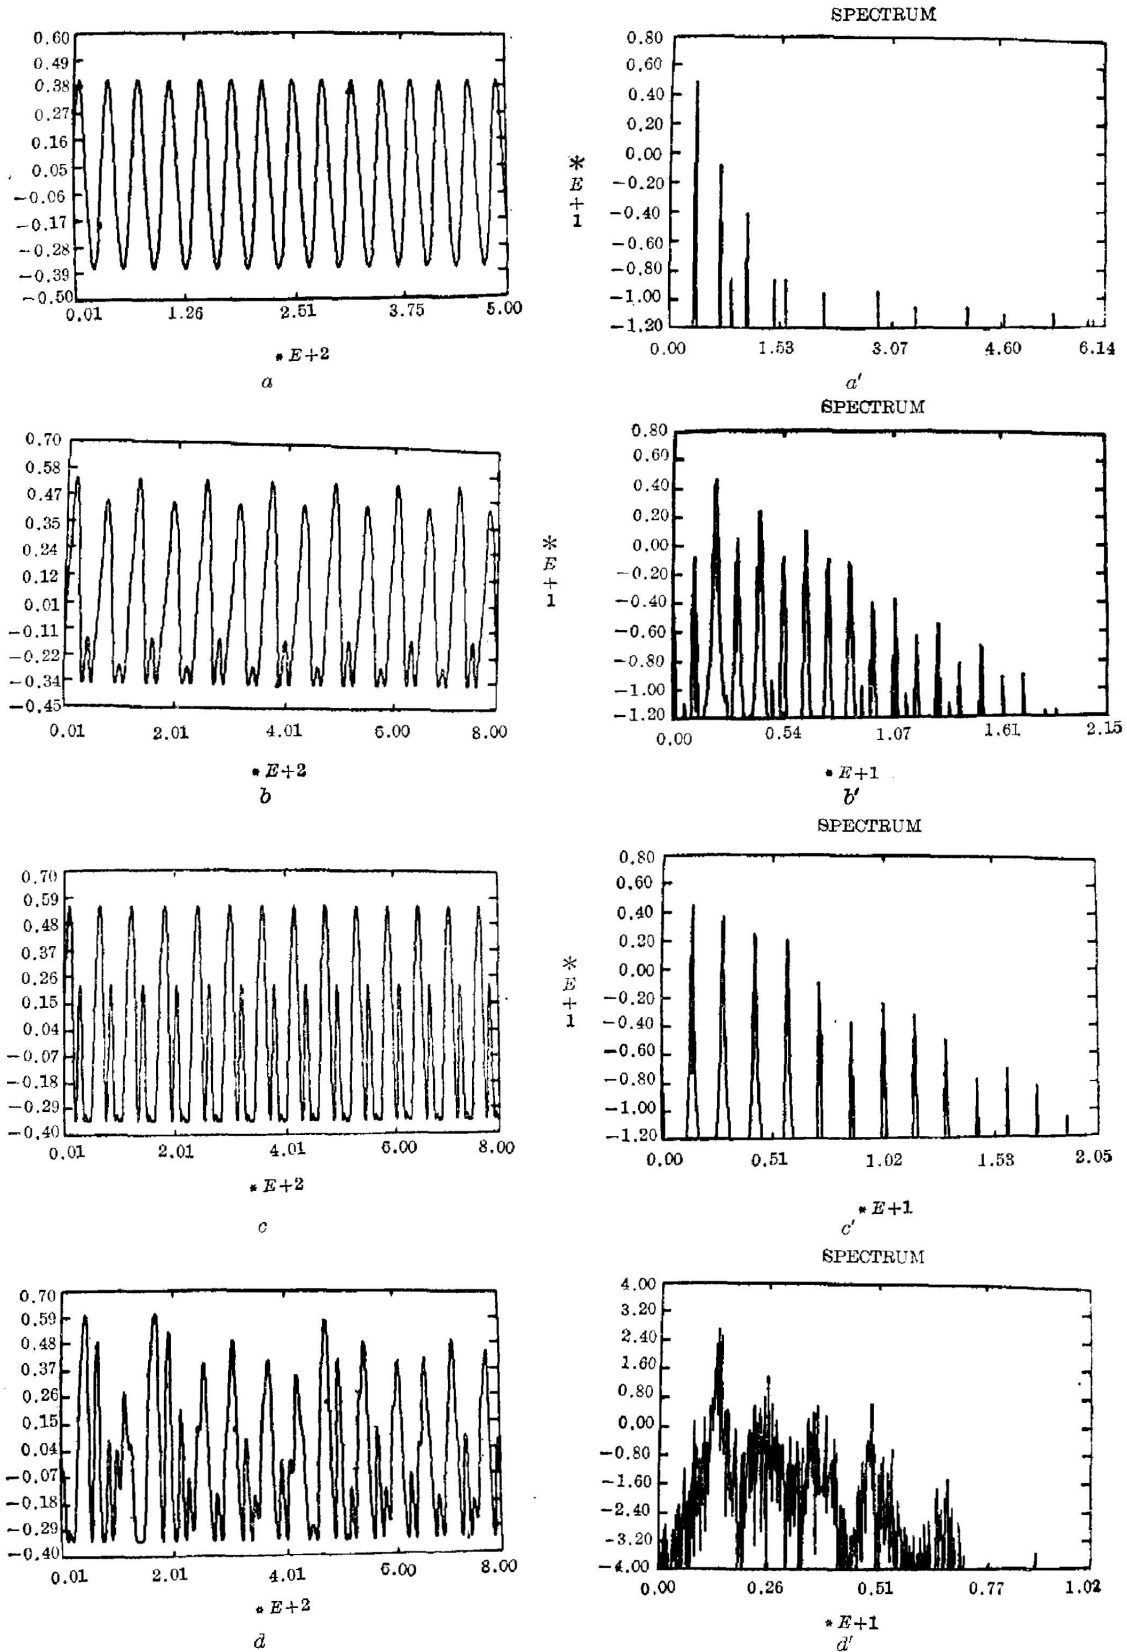 SPECTRUM
0.60
0.49
0.38
0.27
0.16
0.05
−0.06
−0.17
−0.28
−0.39
−0.50
0.01 1.26 2.51 3.75 5.00
* E+2
a
* E + 1
0.80
0.60
0.40
0.20
0.00
−0.20
−0.40
−0.60
−0.80
−1.00
−1.20
0.00 1.53 3.07 4.60 6.14
a′
SPECTRUM
0.70
0.58
0.47
0.35
0.24
0.12
0.01
−0.11
−0.22
−0.34
−0.45
0.01 2.01 4.01 6.00 8.00
* E+2
b
* E + 1
0.80
0.60
0.40
0.20
0.00
−0.20
−0.40
−0.60
−0.80
−1.00
−1.20
0.00 0.54 1.07 1.61 2.15
* E+1
b′
SPECTRUM
0.70
0.59
0.48
0.37
0.26
0.15
0.04
−0.07
−0.18
−0.29
−0.40
0.01 2.01 4.01 6.00 8.00
* E+2
c
* E + 1
0.80
0.60
0.40
0.20
0.00
−0.20
−0.40
−0.60
−0.80
−1.00
−1.20
0.00 0.51 1.02 1.53 2.05
* E+1
c′
SPECTRUM
0.70
0.59
0.48
0.37
0.26
0.15
0.04
−0.07
−0.18
−0.29
−0.40
0.01 2.01 4.01 6.00 8.00
* E+2
d
4.00
3.20
2.40
1.60
0.80
0.00
−0.80
−1.60
−2.40
−3.20
−4.00
0.00 0.26 0.51 0.77 1.02
* E+1
d′